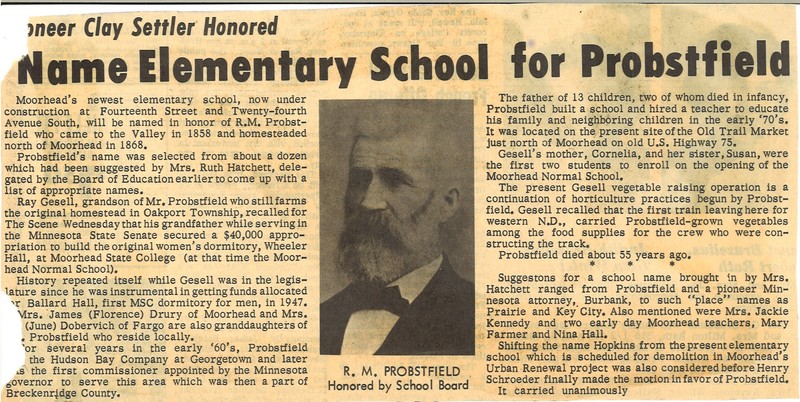 oneer Clay Settler Honored
Name Elementary School for Probstfield
Moorhead's newest elementary school, now under
construction at Fourteenth Street and Twenty-fourth
Avenue South, will be named in honor of R.M. Probst-
field who came to the Valley in 1858 and homesteaded
north of Moorhead in 1868.
Probstfield's name was selected from about a dozen
which had been suggested by Mrs. Ruth Hatchett, dele-
gated by the Board of Education earlier to come up with a
list of appropriate names.
Ray Gesell, grandson of Mr. Probstfield who still farms
the original homestead in Oakport Township, recalled for
The Scene Wednesday that his grandfather while serving in
the Minnesota State Senate secured a $40,000 appro-
priation to build the original women's dormitory, Wheeler
Hall, at Moorhead State College (at that time the Moor-
head Normal School).
History repeated itself while Gesell was in the legis-
lature since he was instrumental in getting funds allocated
r Ballard Hall, first MSC dormitory for men, in 1947.
Mrs. James (Florence) Drury of Moorhead and Mrs.
(June) Dobervich of Fargo are also granddaughters of
. Probstfield who reside locally.
or several years in the early '60's, Probstfield
the Hudson Bay Company at Georgetown and later
as the first commissioner appointed by the Minnesota
governor to serve this area which was then a part of
Breckenridge County.
R. M. PROBSTFIELD
Honored by School Board
The father of 13 children, two of whom died in infancy,
Probstfield built a school and hired a teacher to educate
his family and neighboring children in the early '70's.
It was located on the present site of the Old Trail Market
just north of Moorhead on old U.S. Highway 75.
Gesell's mother, Cornelia, and her sister, Susan, were
the first two students to enroll on the opening of the
Moorhead Normal School.
The present Gesell vegetable raising operation is a
continuation of horticulture practices begun by Probst-
field. Gesell recalled that the first train leaving here for
western N.D., carried Probstfield-grown vegetables
among the food supplies for the crew who were con-
structing the track.
Probstfield died about 55 years ago.
* * *
Suggestons for a school name brought in by Mrs.
Hatchett ranged from Probstfield and a pioneer Min-
nesota attorney, Burbank, to such "place" names as
Prairie and Key City. Also mentioned were Mrs. Jackie
Kennedy and two early day Moorhead teachers, Mary
Farmer and Nina Hall.
Shifting the name Hopkins from the present elementary
school which is scheduled for demolition in Moorhead's
Urban Renewal project was also considered before Henry
Schroeder finally made the motion in favor of Probstfield.
It carried unanimously